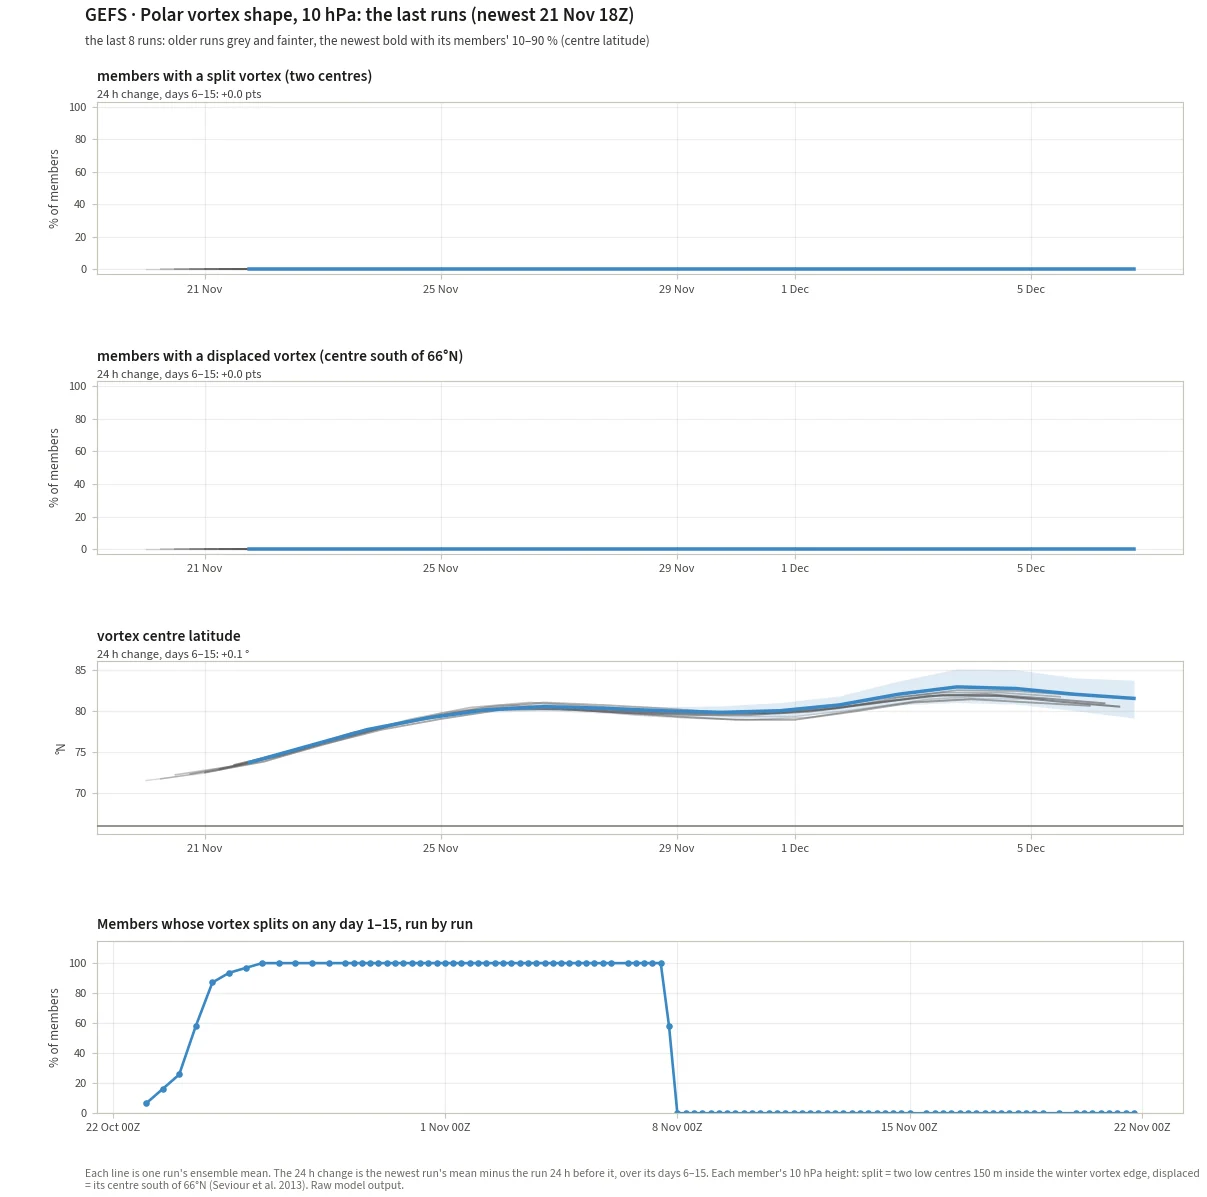 GEFS · Polar vortex shape, 10 hPa: the last runs (newest 21 Nov 18Z)
the last 8 runs: older runs grey and fainter, the newest bold with its members' 10–90 % (centre latitude)
members with a split vortex (two centres)
24 h change, days 6–15: +0.0 pts
% of members
100
80
60
40
20
0
21 Nov
25 Nov
29 Nov
1 Dec
5 Dec
members with a displaced vortex (centre south of 66°N)
24 h change, days 6–15: +0.0 pts
% of members
100
80
60
40
20
0
21 Nov
25 Nov
29 Nov
1 Dec
5 Dec
vortex centre latitude
24 h change, days 6–15: +0.1 °
°N
85
80
75
70
21 Nov
25 Nov
29 Nov
1 Dec
5 Dec
Members whose vortex splits on any day 1–15, run by run
% of members
100
80
60
40
20
0
22 Oct 00Z
1 Nov 00Z
8 Nov 00Z
15 Nov 00Z
22 Nov 00Z
Each line is one run's ensemble mean. The 24 h change is the newest run's mean minus the run 24 h before it, over its days 6–15. Each member's 10 hPa height: split = two low centres 150 m inside the winter vortex edge, displaced
= its centre south of 66°N (Seviour et al. 2013). Raw model output.